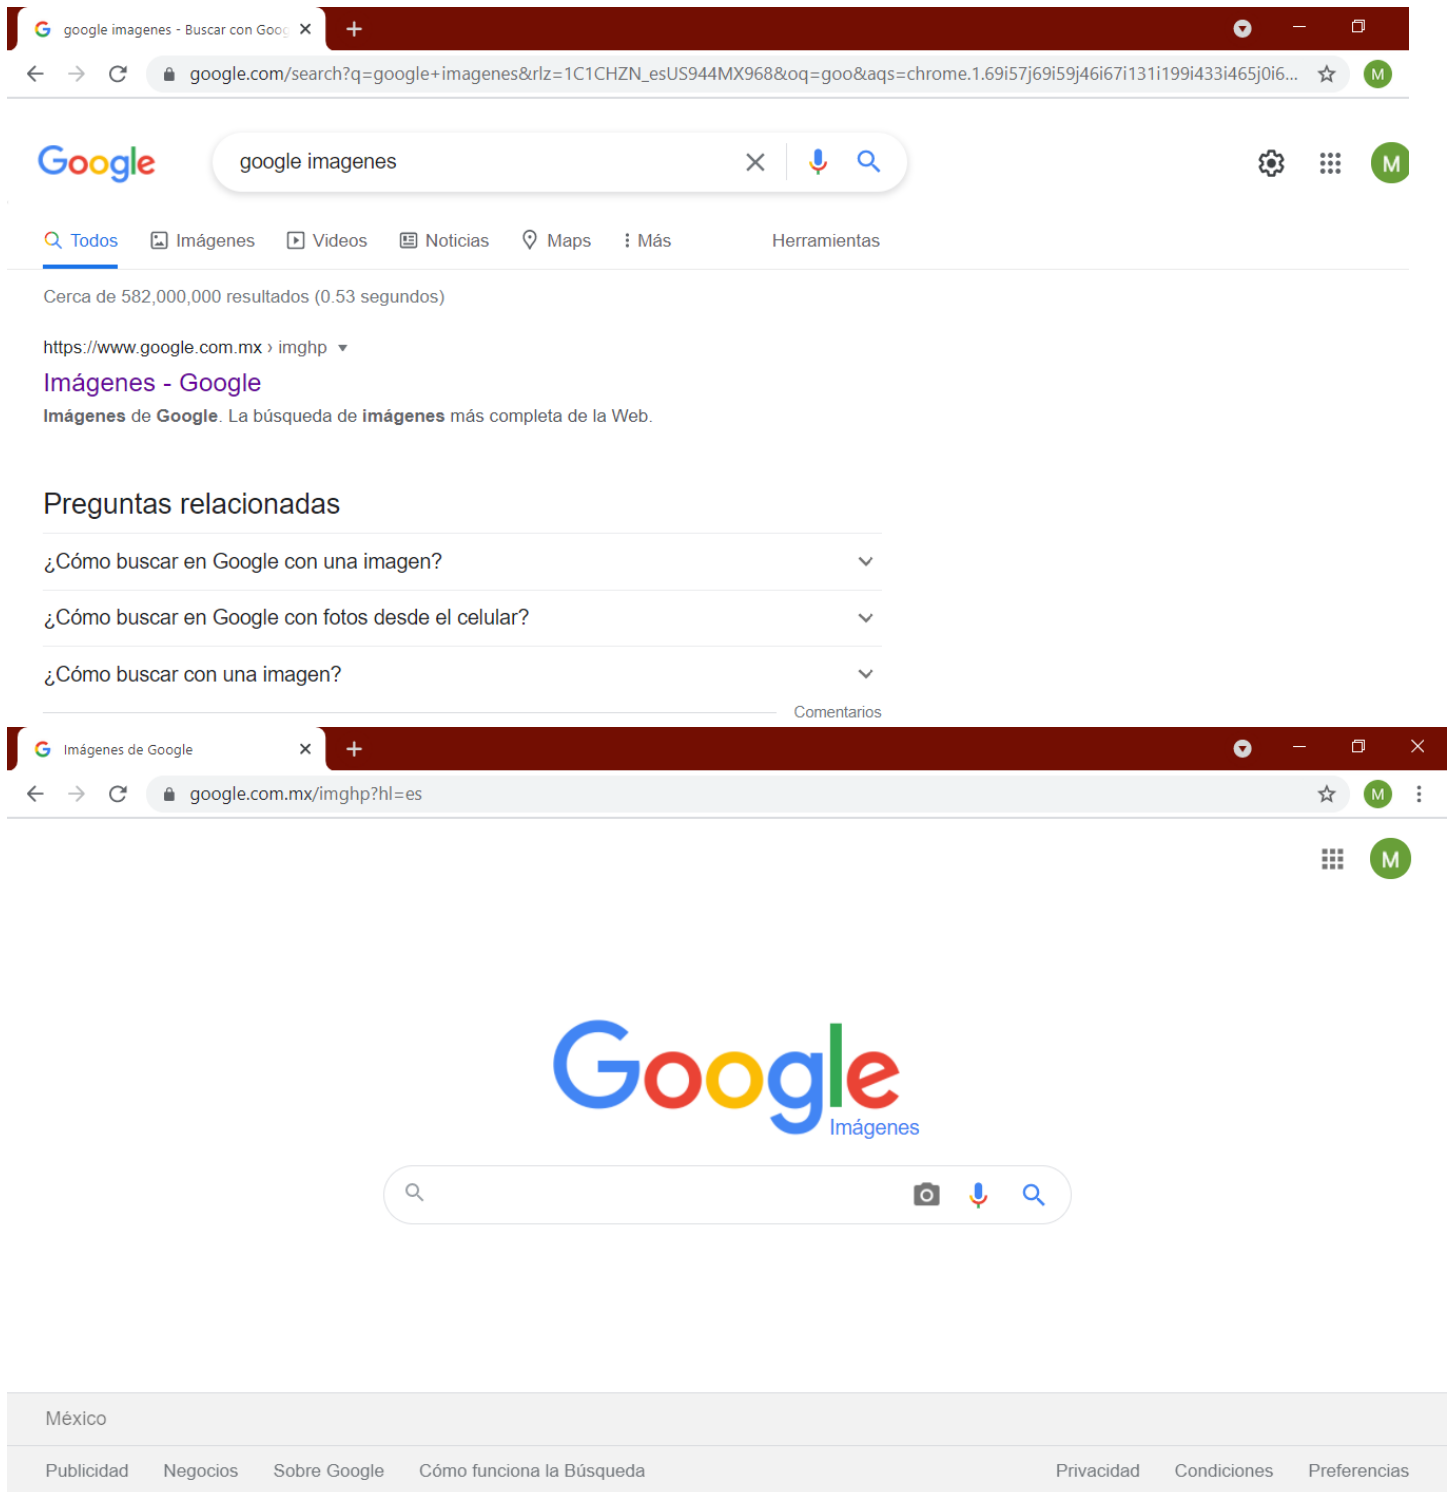 google imagenes - Buscar con Goog
google.com/search?q=google+imagenes&rlz=1C1CHZN_esUS944MX968&oq=goo&aqs=chrome.1.69i57j69i59j46i67i131i199i433i465j0i6...
M
Google
google imagenes
M
Todos Imágenes Videos Noticias Maps Más Herramientas
Cerca de 582,000,000 resultados (0.53 segundos)
https://www.google.com.mx › imghp
Imágenes - Google
Imágenes de Google. La búsqueda de imágenes más completa de la Web.
Preguntas relacionadas
¿Cómo buscar en Google con una imagen?
¿Cómo buscar en Google con fotos desde el celular?
¿Cómo buscar con una imagen?
Comentarios
Imágenes de Google
google.com.mx/imghp?hl=es
M
M
Google
Imágenes
México
Publicidad Negocios Sobre Google Cómo funciona la Búsqueda Privacidad Condiciones Preferencias